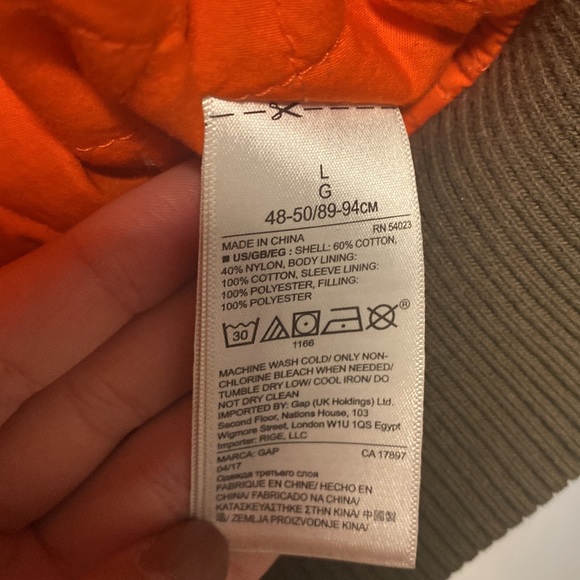 L
G
48-50/89-94СМ
RN 54023
MADE IN CHINA
US/GB/EG : SHELL: 60% COTTON,
40% NYLON, BODY LINING:
100% COTTON, SLEEVE LINING:
100% POLYESTER, FILLING:
100% POLYESTER
30
®
1166
MACHINE WASH COLD/ ONLY NON-
CHLORINE BLEACH WHEN NEEDED/
TUMBLE DRY LOW/ COOL IRON/ DO
NOT DRY CLEAN
IMPORTED BY: Gap (UK Holdings) Ltd.
Second Floor, Nations House, 103
Wigmore Street, London W1U 1QS Egypt
Importer: RIGE, LLC
MARCA: GAP CA 17897
04/17
Одежда третьего слоя
FABRIQUE EN CHINE/ HECHO EN
CHINA/ FABRICADO NA CHINA/
ΚΑΤΑΣΚΕΥΑΣΤΗΚΕ ΣΤΗΝ ΚΙΝΑ/ 中國製
/ ZEMLJA PROIZVODNJE KINA/